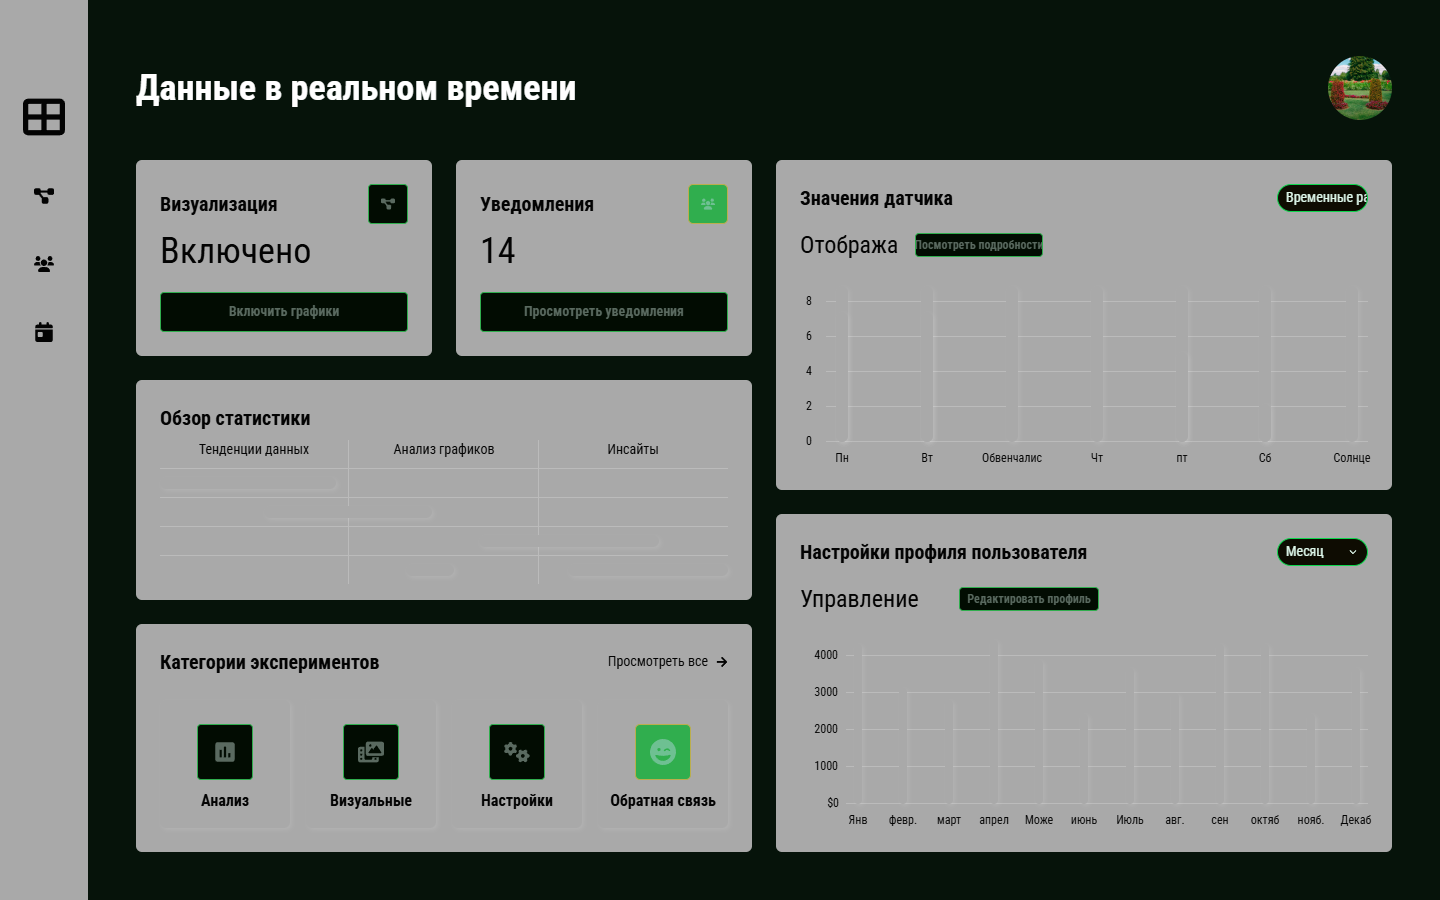 Данные в реальном времени
Визуализация
Включено
Включить графики
Уведомления
14
Просмотреть уведомления
Обзор статистики
Тенденции данных Анализ графиков Инсайты
Категории экспериментов
Просмотреть все
Анализ Визуальные Настройки Обратная связь
Значения датчика
Временные ра
Отобража
Посмотреть подробности
8
6
4
2
0
Пн Вт Обвенчалис Чт пт Сб Солнце
Настройки профиля пользователя
Месяц
Управление
Редактировать профиль
4000
3000
2000
1000
$0
Янв февр. март апрел Може июнь Июль авг. сен октяб нояб. Декаб